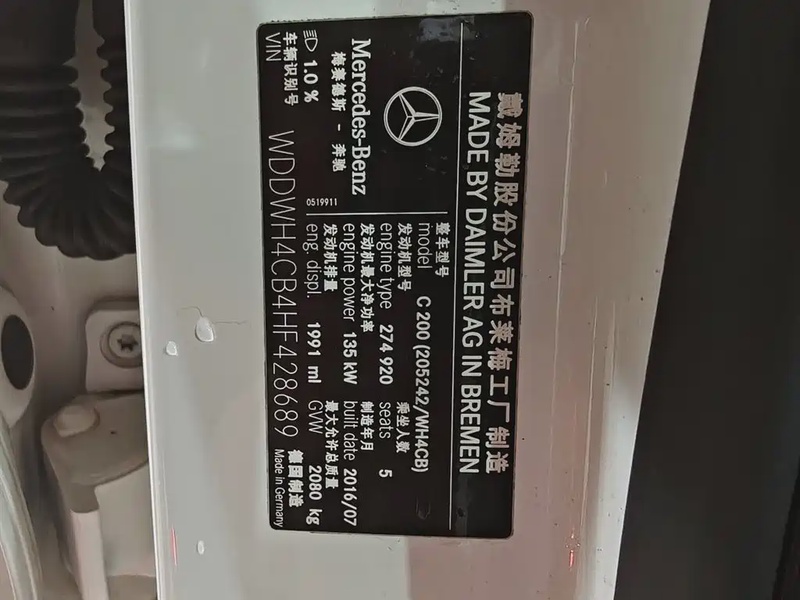 戴姆勒股份公司布莱梅工厂制造
MADE BY DAIMLER AG IN BREMEN
Mercedes-Benz
梅赛德斯 - 奔驰
1.0 %
0519911
整车型号
model C 200 (205242/WH4CB)
发动机型号 乘坐人数
engine type 274 920 seats 5
发动机最大净功率 制造年月
engine power 135 kW built date 2016/07
发动机排量 最大允许总质量
eng. displ. 1991 ml GVW 2080 kg
车辆识别号
VIN WDDWH4CB4HF428689
德国制造
Made in Germany